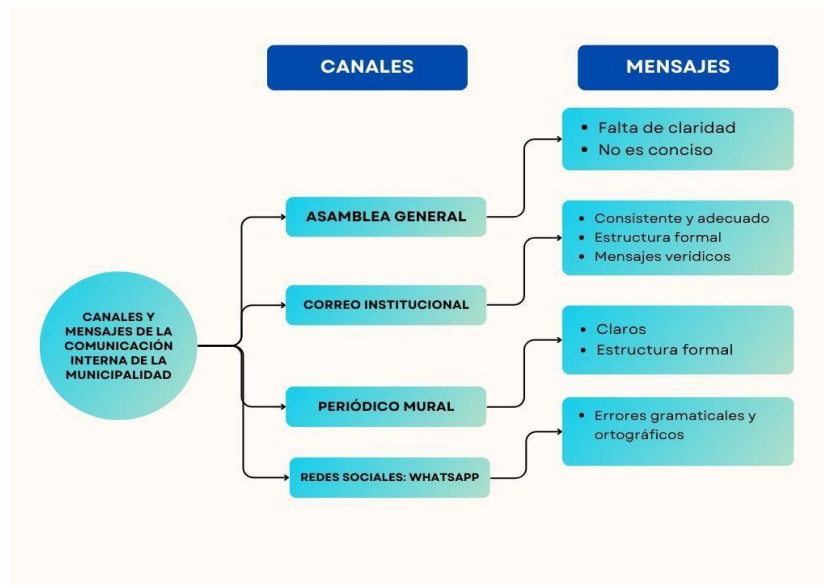 CANALES
MENSAJES
CANALES Y
MENSAJES DE LA
COMUNICACIÓN
INTERNA DE LA
MUNICIPALIDAD
ASAMBLEA GENERAL
• Falta de claridad
• No es conciso
CORREO INSTITUCIONAL
• Consistente y adecuado
• Estructura formal
• Mensajes verídicos
PERIÓDICO MURAL
• Claros
• Estructura formal
REDES SOCIALES: WHATSAPP
• Errores gramaticales y
ortográficos